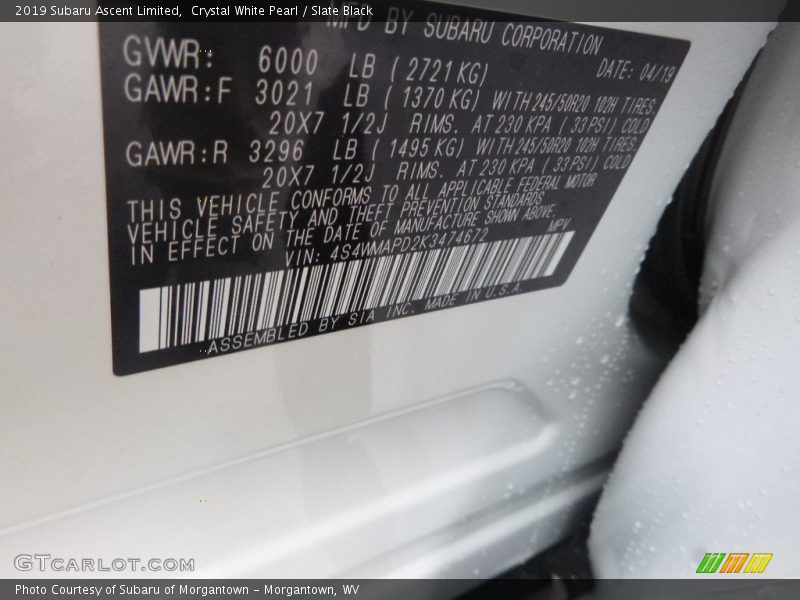 2019 Subaru Ascent Limited,  Crystal White Pearl / Slate Black
MFD BY SUBARU CORPORATION
GVWR: 6000 LB ( 2721 KG) DATE: 04/19
GAWR:F 3021 LB ( 1370 KG) WITH 245/50R20 102H TIRES,
20X7 1/2J RIMS. AT 230 KPA ( 33 PSI) COLD
GAWR:R 3296 LB ( 1495 KG) WITH 245/50R20 102H TIRES,
20X7 1/2J RIMS. AT 230 KPA ( 33 PSI) COLD
THIS VEHICLE CONFORMS TO ALL APPLICABLE FEDERAL MOTOR
VEHICLE SAFETY AND THEFT PREVENTION STANDARDS
IN EFFECT ON THE DATE OF MANUFACTURE SHOWN ABOVE.
VIN: 4S4WMAPD2K3474672 MPV
ASSEMBLED BY SIA INC. MADE IN U.S.A.
GTCARLOT.COM
Photo Courtesy of Subaru of Morgantown - Morgantown, WV